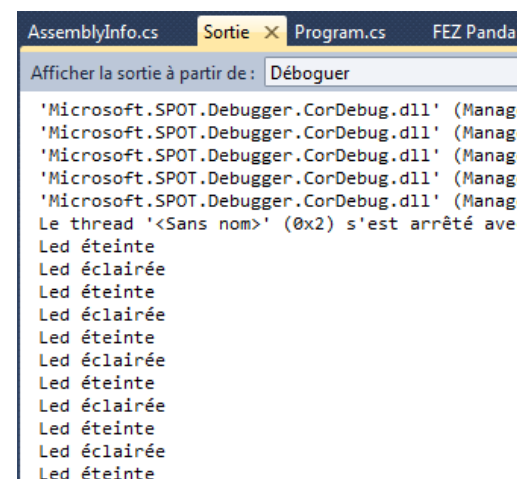 AssemblyInfo.cs Sortie Program.cs FEZ Panda
Afficher la sortie à partir de : Déboguer
'Microsoft.SPOT.Debugger.CorDebug.dll' (Manag
'Microsoft.SPOT.Debugger.CorDebug.dll' (Manag
'Microsoft.SPOT.Debugger.CorDebug.dll' (Manag
'Microsoft.SPOT.Debugger.CorDebug.dll' (Manag
'Microsoft.SPOT.Debugger.CorDebug.dll' (Manag
Le thread '<Sans nom>' (0x2) s'est arrêté ave
Led éteinte
Led éclairée
Led éteinte
Led éclairée
Led éteinte
Led éclairée
Led éteinte
Led éclairée
Led éteinte
Led éclairée
Led éteinte